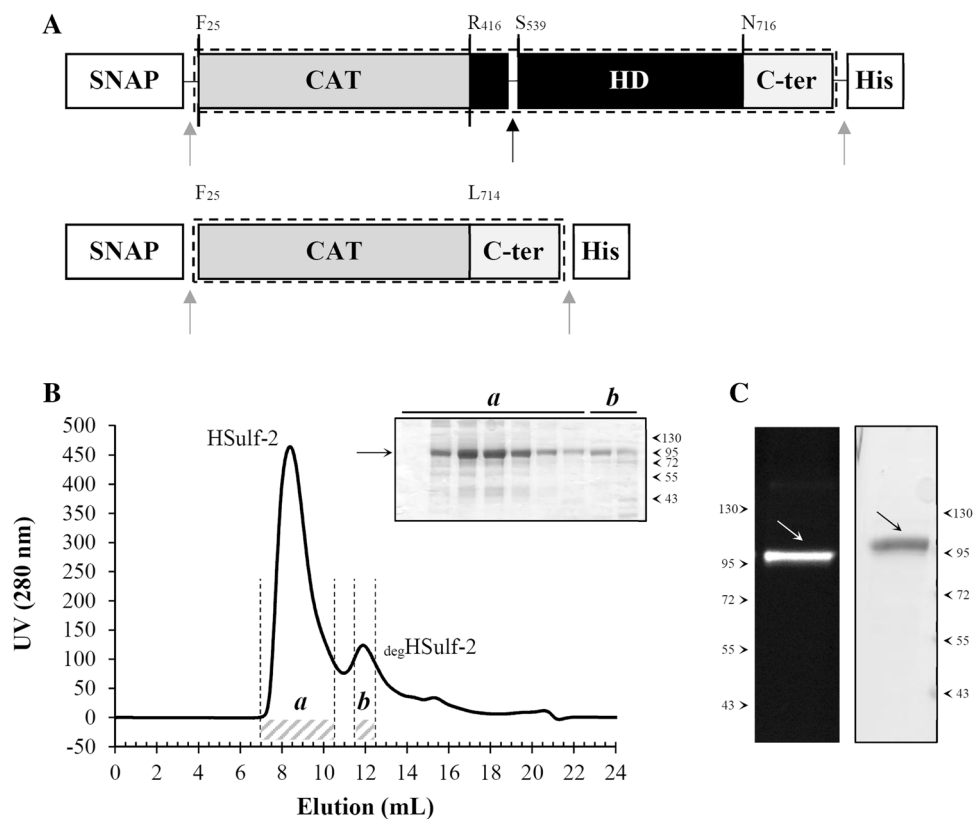 A
F25 R416 S539 N716
SNAP CAT HD C-ter His
F25 L714
SNAP CAT C-ter His
B
a b
130
95
72
55
43
HSulf-2
degHSulf-2
a b
UV (280 nm)
500
450
400
350
300
250
200
150
100
50
0
-50
0 2 4 6 8 10 12 14 16 18 20 22 24
Elution (mL)
C
130
95
72
55
43
130
95
72
55
43